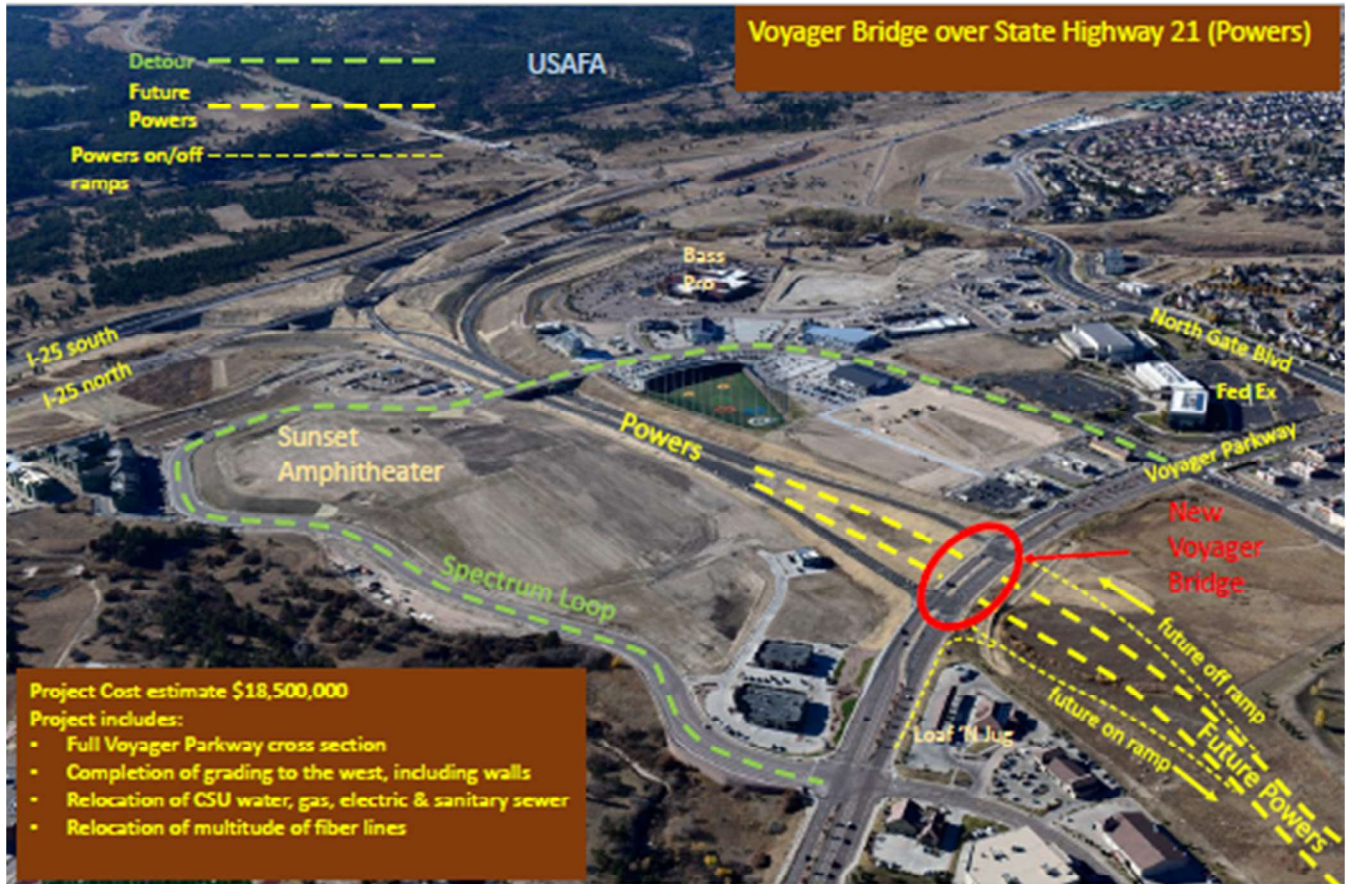 Voyager Bridge over State Highway 21 (Powers)
Detour
USAFA
Future
Powers
Powers on/off
ramps
Bass
Pro
I-25 south
I-25 north
North Gate Blvd
Fed Ex
Voyager Parkway
Sunset
Amphitheater
Powers
New
Voyager
Bridge
Spectrum Loop
future off ramp
future on ramp
Future Powers
Loaf 'N Jug
Project Cost estimate $18,500,000
Project includes:
• Full Voyager Parkway cross section
• Completion of grading to the west, including walls
• Relocation of CSU water, gas, electric & sanitary sewer
• Relocation of multitude of fiber lines